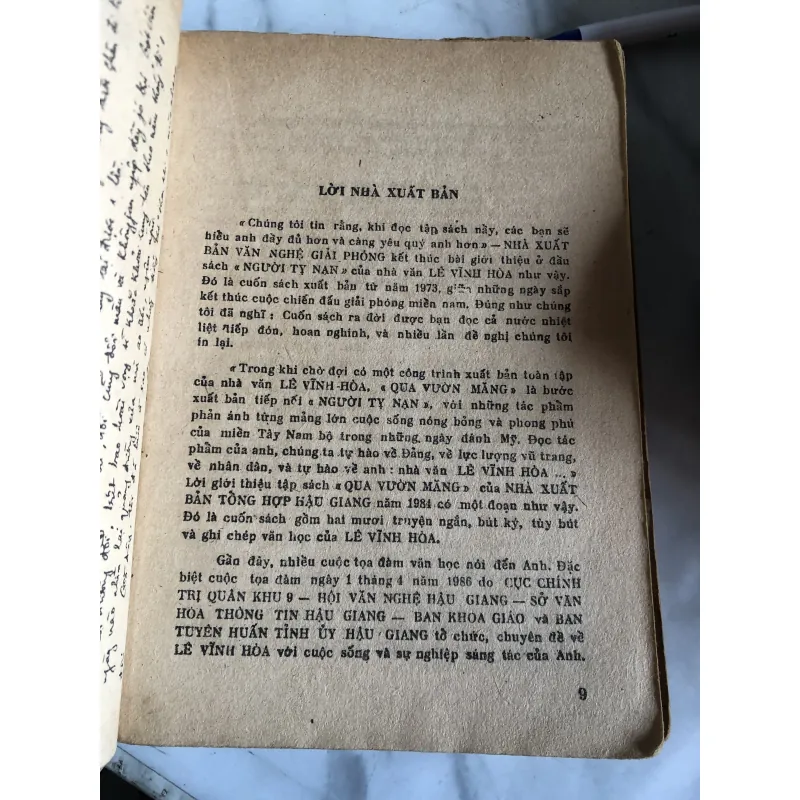 LỜI NHÀ XUẤT BẢN
« Chúng tôi tin rằng, khi đọc tập sách nầy, các bạn sẽ
hiểu anh đầy đủ hơn và càng yêu quý anh hơn » — NHÀ XUẤT
BẢN VĂN NGHỆ GIẢI PHÓNG kết thúc bài giới thiệu ở đầu
sách « NGƯỜI TỴ NẠN » của nhà văn LÊ VĨNH HÒA như vậy.
Đó là cuốn sách xuất bản từ năm 1973, giữa những ngày sắp
kết thúc cuộc chiến đấu giải phóng miền nam. Đúng như chúng
tôi đã nghĩ : Cuốn sách ra đời được bạn đọc cả nước nhiệt
liệt tiếp đón, hoan nghinh, và nhiều lần đề nghị chúng tôi
in lại.
« Trong khi chờ đợi có một công trình xuất bản toàn tập
của nhà văn LÊ VĨNH HÒA, « QUA VƯỜN MĂNG » là bước
xuất bản tiếp nối « NGƯỜI TỴ NẠN », với những tác phẩm
phản ánh từng mảng lớn cuộc sống nóng bỏng và phong phú
của miền Tây Nam bộ trong những ngày đánh Mỹ. Đọc tác
phẩm của anh, chúng ta tự hào về Đảng, về lực lượng vũ trang,
về nhân dân, và tự hào về anh : nhà văn LÊ VĨNH HÒA ... »
Lời giới thiệu tập sách « QUA VƯỜN MĂNG » của NHÀ XUẤT
BẢN TỔNG HỢP HẬU GIANG năm 1984 có một đoạn như vậy.
Đó là cuốn sách gồm hai mươi truyện ngắn, bút ký, tùy bút
và ghi chép văn học của LÊ VĨNH HÒA.
Gần đây, nhiều cuộc tọa đàm văn học nói đến Anh. Đặc
biệt cuộc tọa đàm ngày 1 tháng 4 năm 1986 do CỤC CHÍNH
TRỊ QUÂN KHU 9 — HỘI VĂN NGHỆ HẬU GIANG — SỞ VĂN
HÓA THÔNG TIN HẬU GIANG — BAN KHOA GIÁO và BAN
TUYÊN HUẤN TỈNH ỦY HẬU GIANG tổ chức, chuyên đề về
LÊ VĨNH HÒA với cuộc sống và sự nghiệp sáng tác của Anh.
9